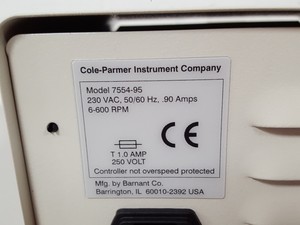 Cole-Parmer Instrument Company
Model 7554-95
230 VAC, 50/60 Hz, .90 Amps
6-600 RPM
CE
T 1.0 AMP
250 VOLT
Controller not overspeed protected
Mfg. by Barnant Co.
Barrington, IL 60010-2392 USA